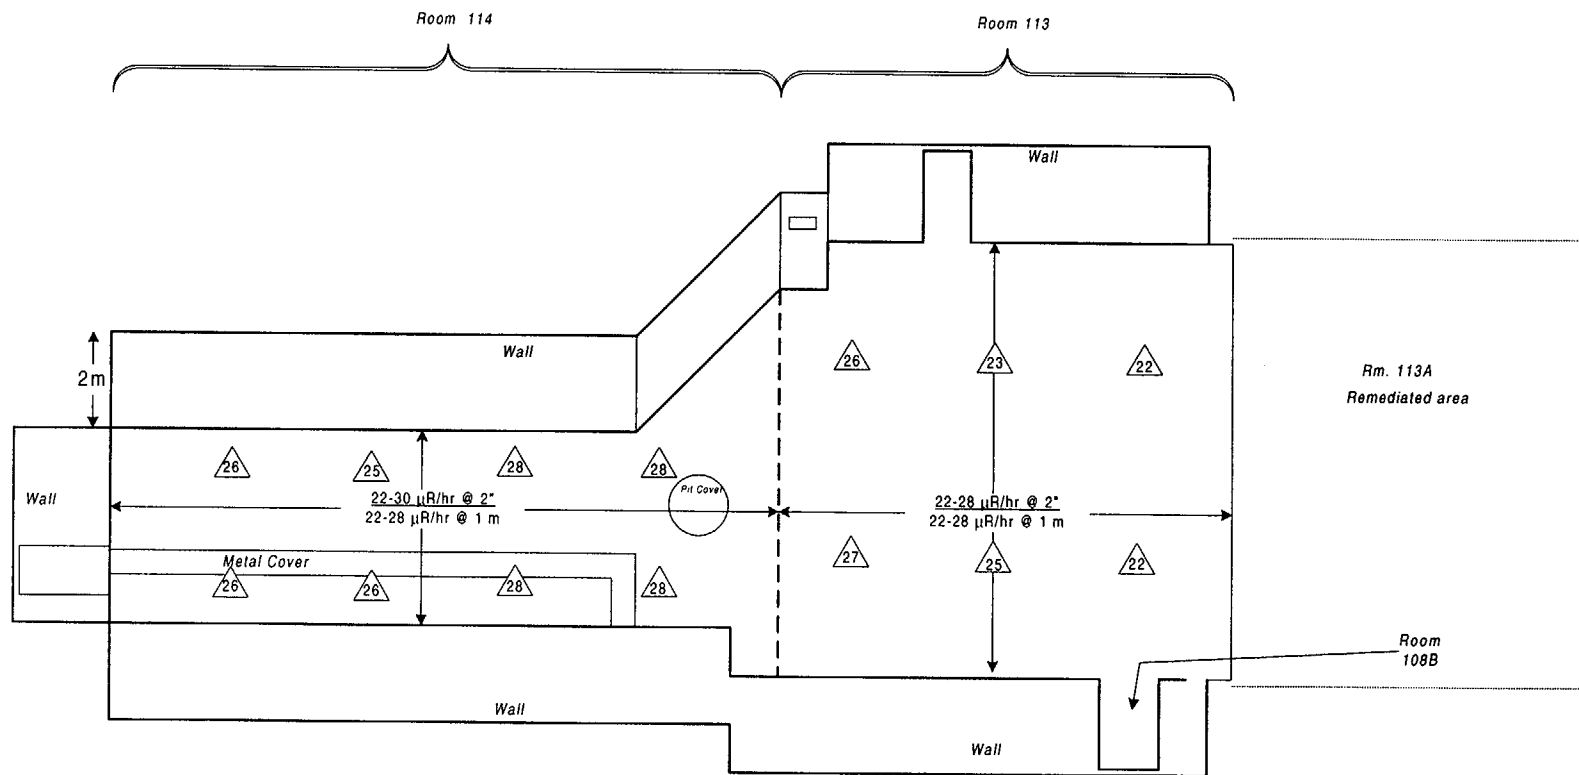 Room 114
Room 113
Wall
Wall
2m
26
23
22
Rm. 113A
Remediated area
26
25
28
28
Wall
Pit Cover
22-30 µR/hr @ 2"
22-28 µR/hr @ 1 m
22-28 µR/hr @ 2"
22-28 µR/hr @ 1 m
Metal Cover
27
25
22
26
26
28
28
Room
108B
Wall
Wall